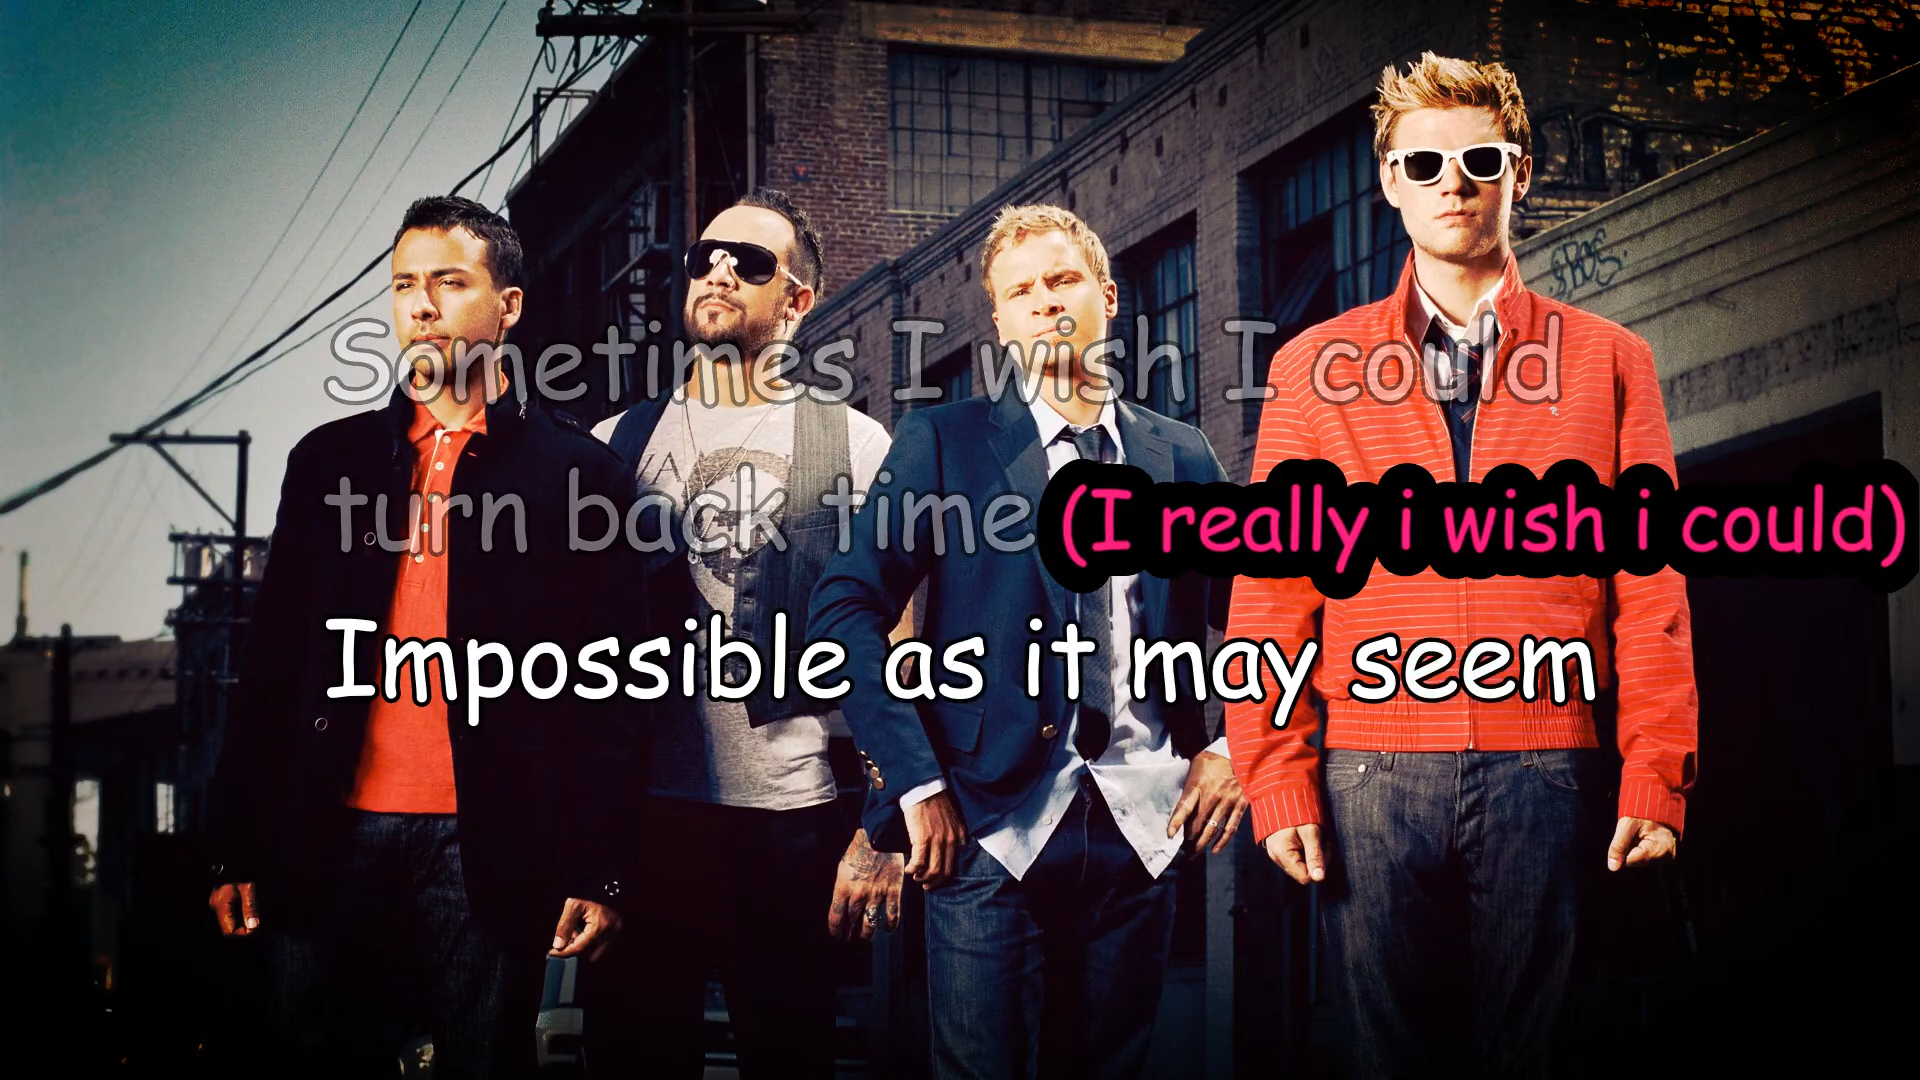 Sometimes I wish I could
turn back time (I really i wish i could)
Impossible as it may seem